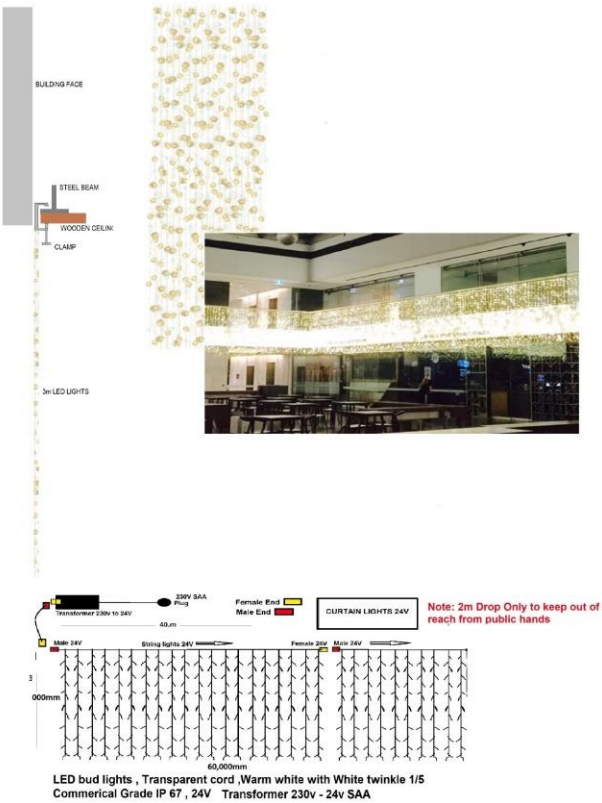 BUILDING FACE
STEEL BEAM
WOODEN CEILING
CLAMP
3m LED LIGHTS
230V SAA
Plug
Transformer 230v to 24V
40.m
Female End
Male End
CURTAIN LIGHTS 24V
Note: 2m Drop Only to keep out of
reach from public hands
Male 24V
String lights 24V
Female 24V
Male 24V
000mm
60,000mm
LED bud lights , Transparent cord ,Warm white with White twinkle 1/5
Commerical Grade IP 67 , 24V Transformer 230v - 24v SAA